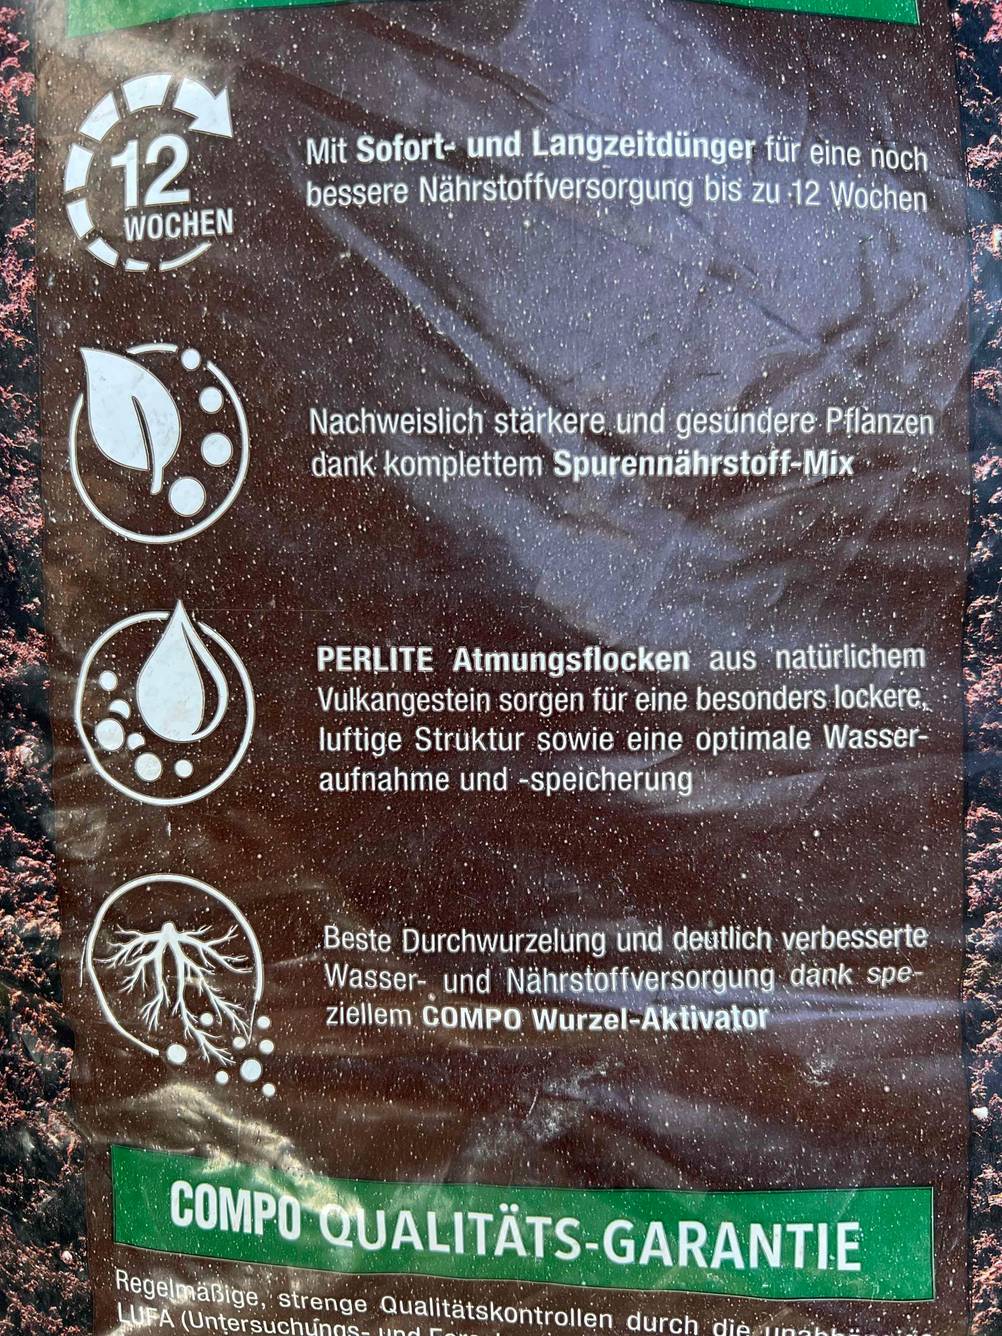 12
WOCHEN
Mit Sofort- und Langzeitdünger für eine noch
bessere Nährstoffversorgung bis zu 12 Wochen
Nachweislich stärkere und gesündere Pflanzen
dank komplettem Spurennährstoff-Mix
PERLITE Atmungsflocken aus natürlichem
Vulkangestein sorgen für eine besonders lockere,
luftige Struktur sowie eine optimale Wasser-
aufnahme und -speicherung
Beste Durchwurzelung und deutlich verbesserte
Wasser- und Nährstoffversorgung dank spe-
ziellem COMPO Wurzel-Aktivator
COMPO QUALITÄTS-GARANTIE
Regelmäßige, strenge Qualitätskontrollen durch die
LUFA (Untersuchungs- und